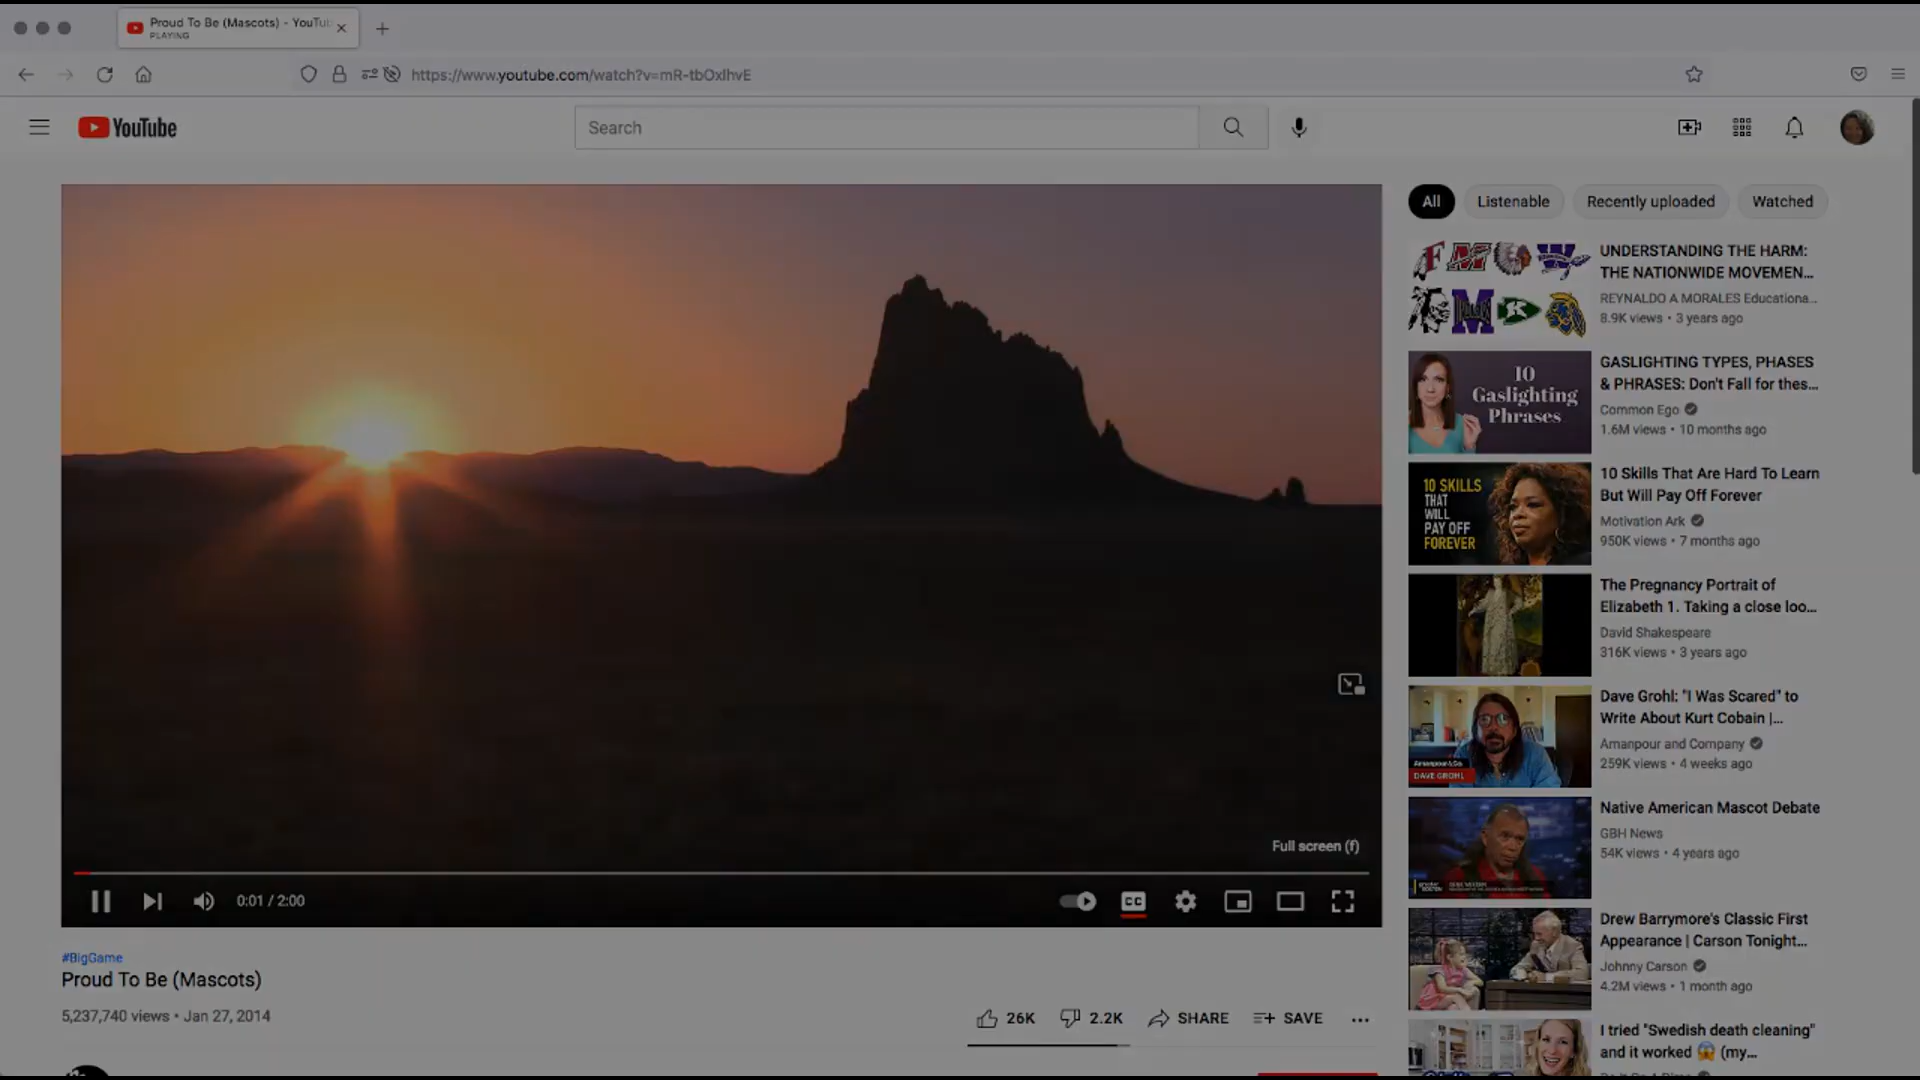 Proud To Be (Mascots) - YouTub
PLAYING
https://www.youtube.com/watch?v=mR-tbOxlhvE
YouTube
Search
Full screen (f)
0:01 / 2:00
CC
#BigGame
Proud To Be (Mascots)
5,237,740 views • Jan 27, 2014
26K
2.2K
SHARE
SAVE
All
Listenable
Recently uploaded
Watched
UNDERSTANDING THE HARM:
THE NATIONWIDE MOVEMEN...
REYNALDO A MORALES Educationa...
8.9K views • 3 years ago
10
Gaslighting
Phrases
GASLIGHTING TYPES, PHASES
& PHRASES: Don't Fall for thes...
Common Ego
1.6M views • 10 months ago
10 SKILLS
THAT
WILL
PAY OFF
FOREVER
10 Skills That Are Hard To Learn
But Will Pay Off Forever
Motivation Ark
950K views • 7 months ago
The Pregnancy Portrait of
Elizabeth 1. Taking a close loo...
David Shakespeare
316K views • 3 years ago
DAVE GROHL
Dave Grohl: "I Was Scared" to
Write About Kurt Cobain |...
Amanpour and Company
259K views • 4 weeks ago
Native American Mascot Debate
GBH News
54K views • 4 years ago
Drew Barrymore's Classic First
Appearance | Carson Tonight...
Johnny Carson
4.2M views • 1 month ago
I tried "Swedish death cleaning"
and it worked 😱 (my...